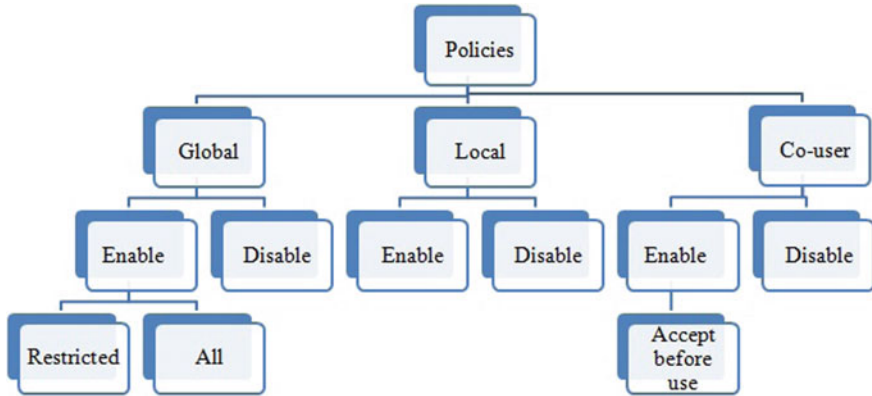 Policies
Global
Local
Co-user
Enable
Disable
Enable
Disable
Enable
Disable
Restricted
All
Accept
before
use